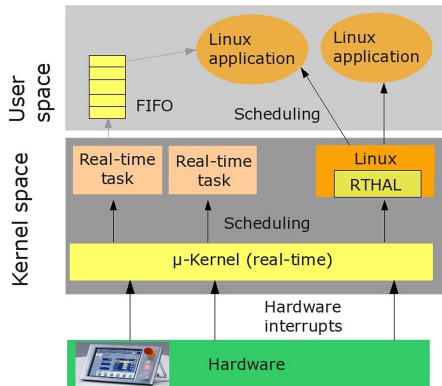 User space
Linux
application
Linux
application
FIFO
Scheduling
Kernel space
Real-time
task
Real-time
task
Linux
RTHAL
Scheduling
µ-Kernel (real-time)
Hardware
interrupts
Hardware